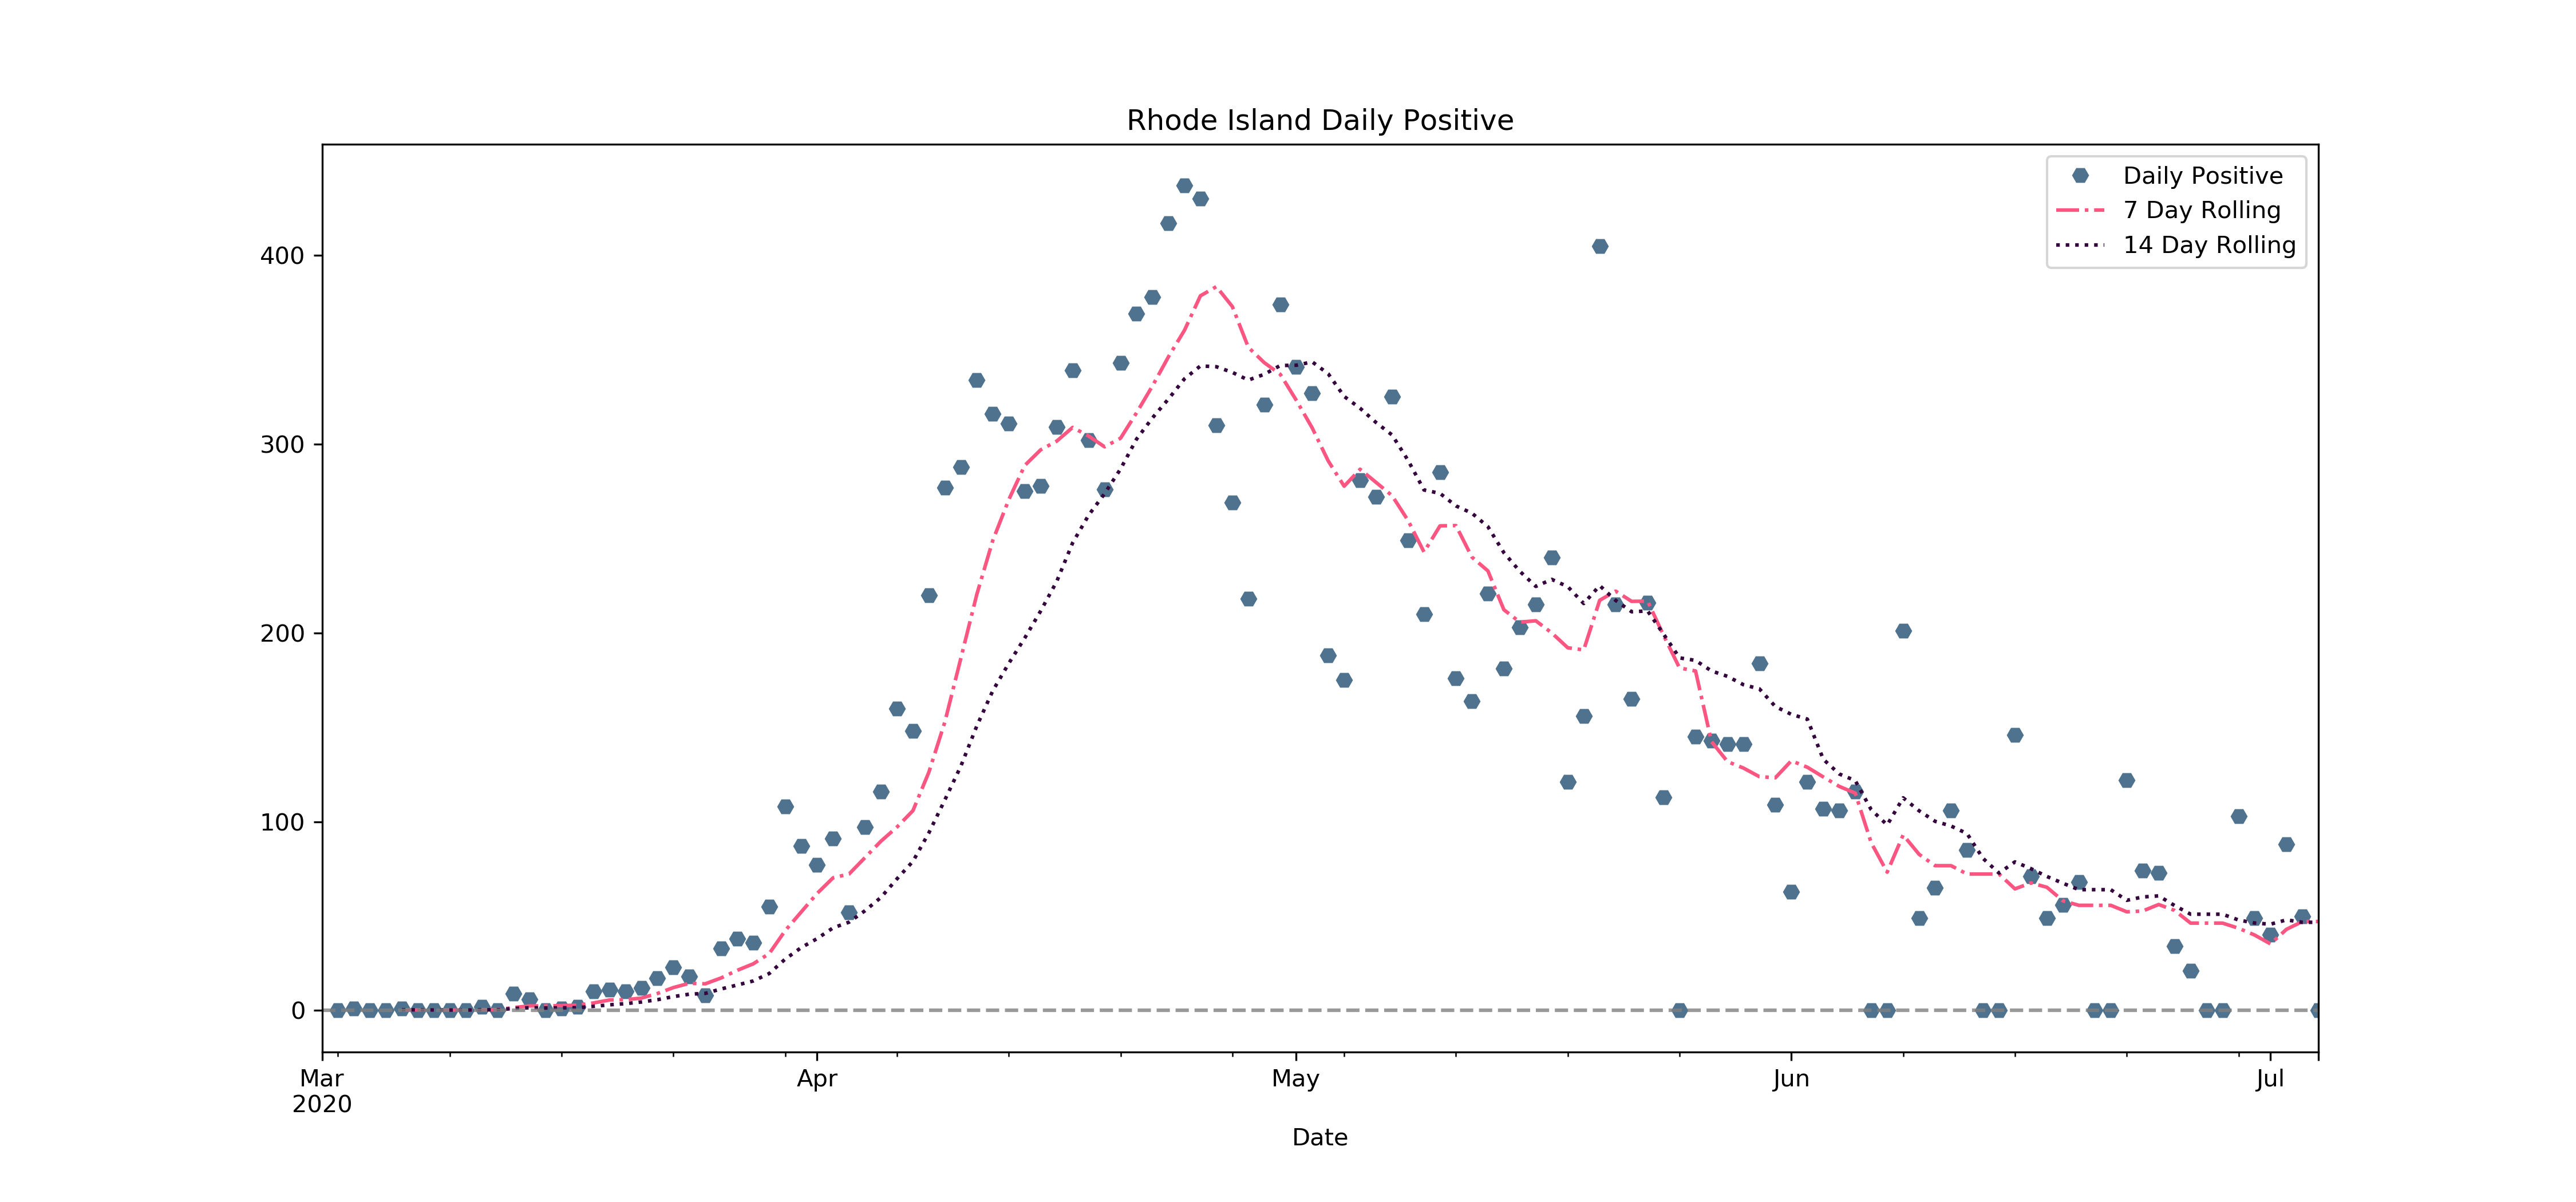 Rhode Island Daily Positive
Daily Positive
7 Day Rolling
14 Day Rolling
400
300
200
100
0
Mar
2020
Apr
May
Jun
Jul
Date